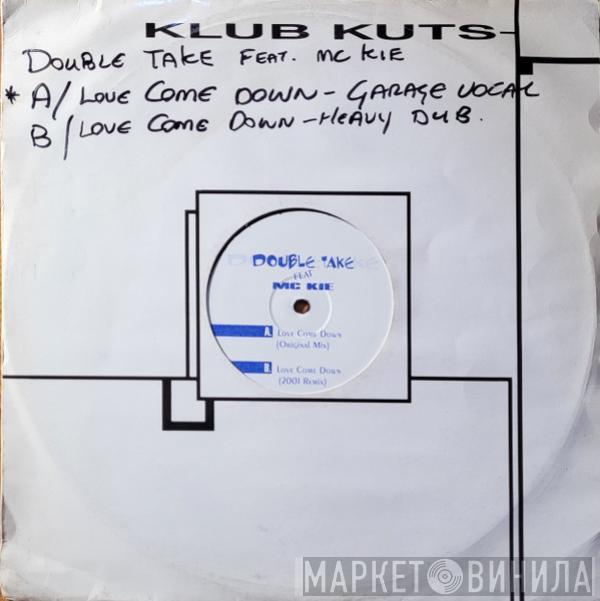 KLUB KUTS
DOUBLE TAKE FEAT. MC KIE
* A/ LOVE COME DOWN - GARAGE VOCAL
B/ LOVE COME DOWN - HEAVY DUB.
DOUBLE TAKE
FEAT
MC KIE
A. LOVE COME DOWN
(ORIGINAL MIX)
B. LOVE COME DOWN
(2001 REMIX)
МАРКЕТ ВИНИЛА